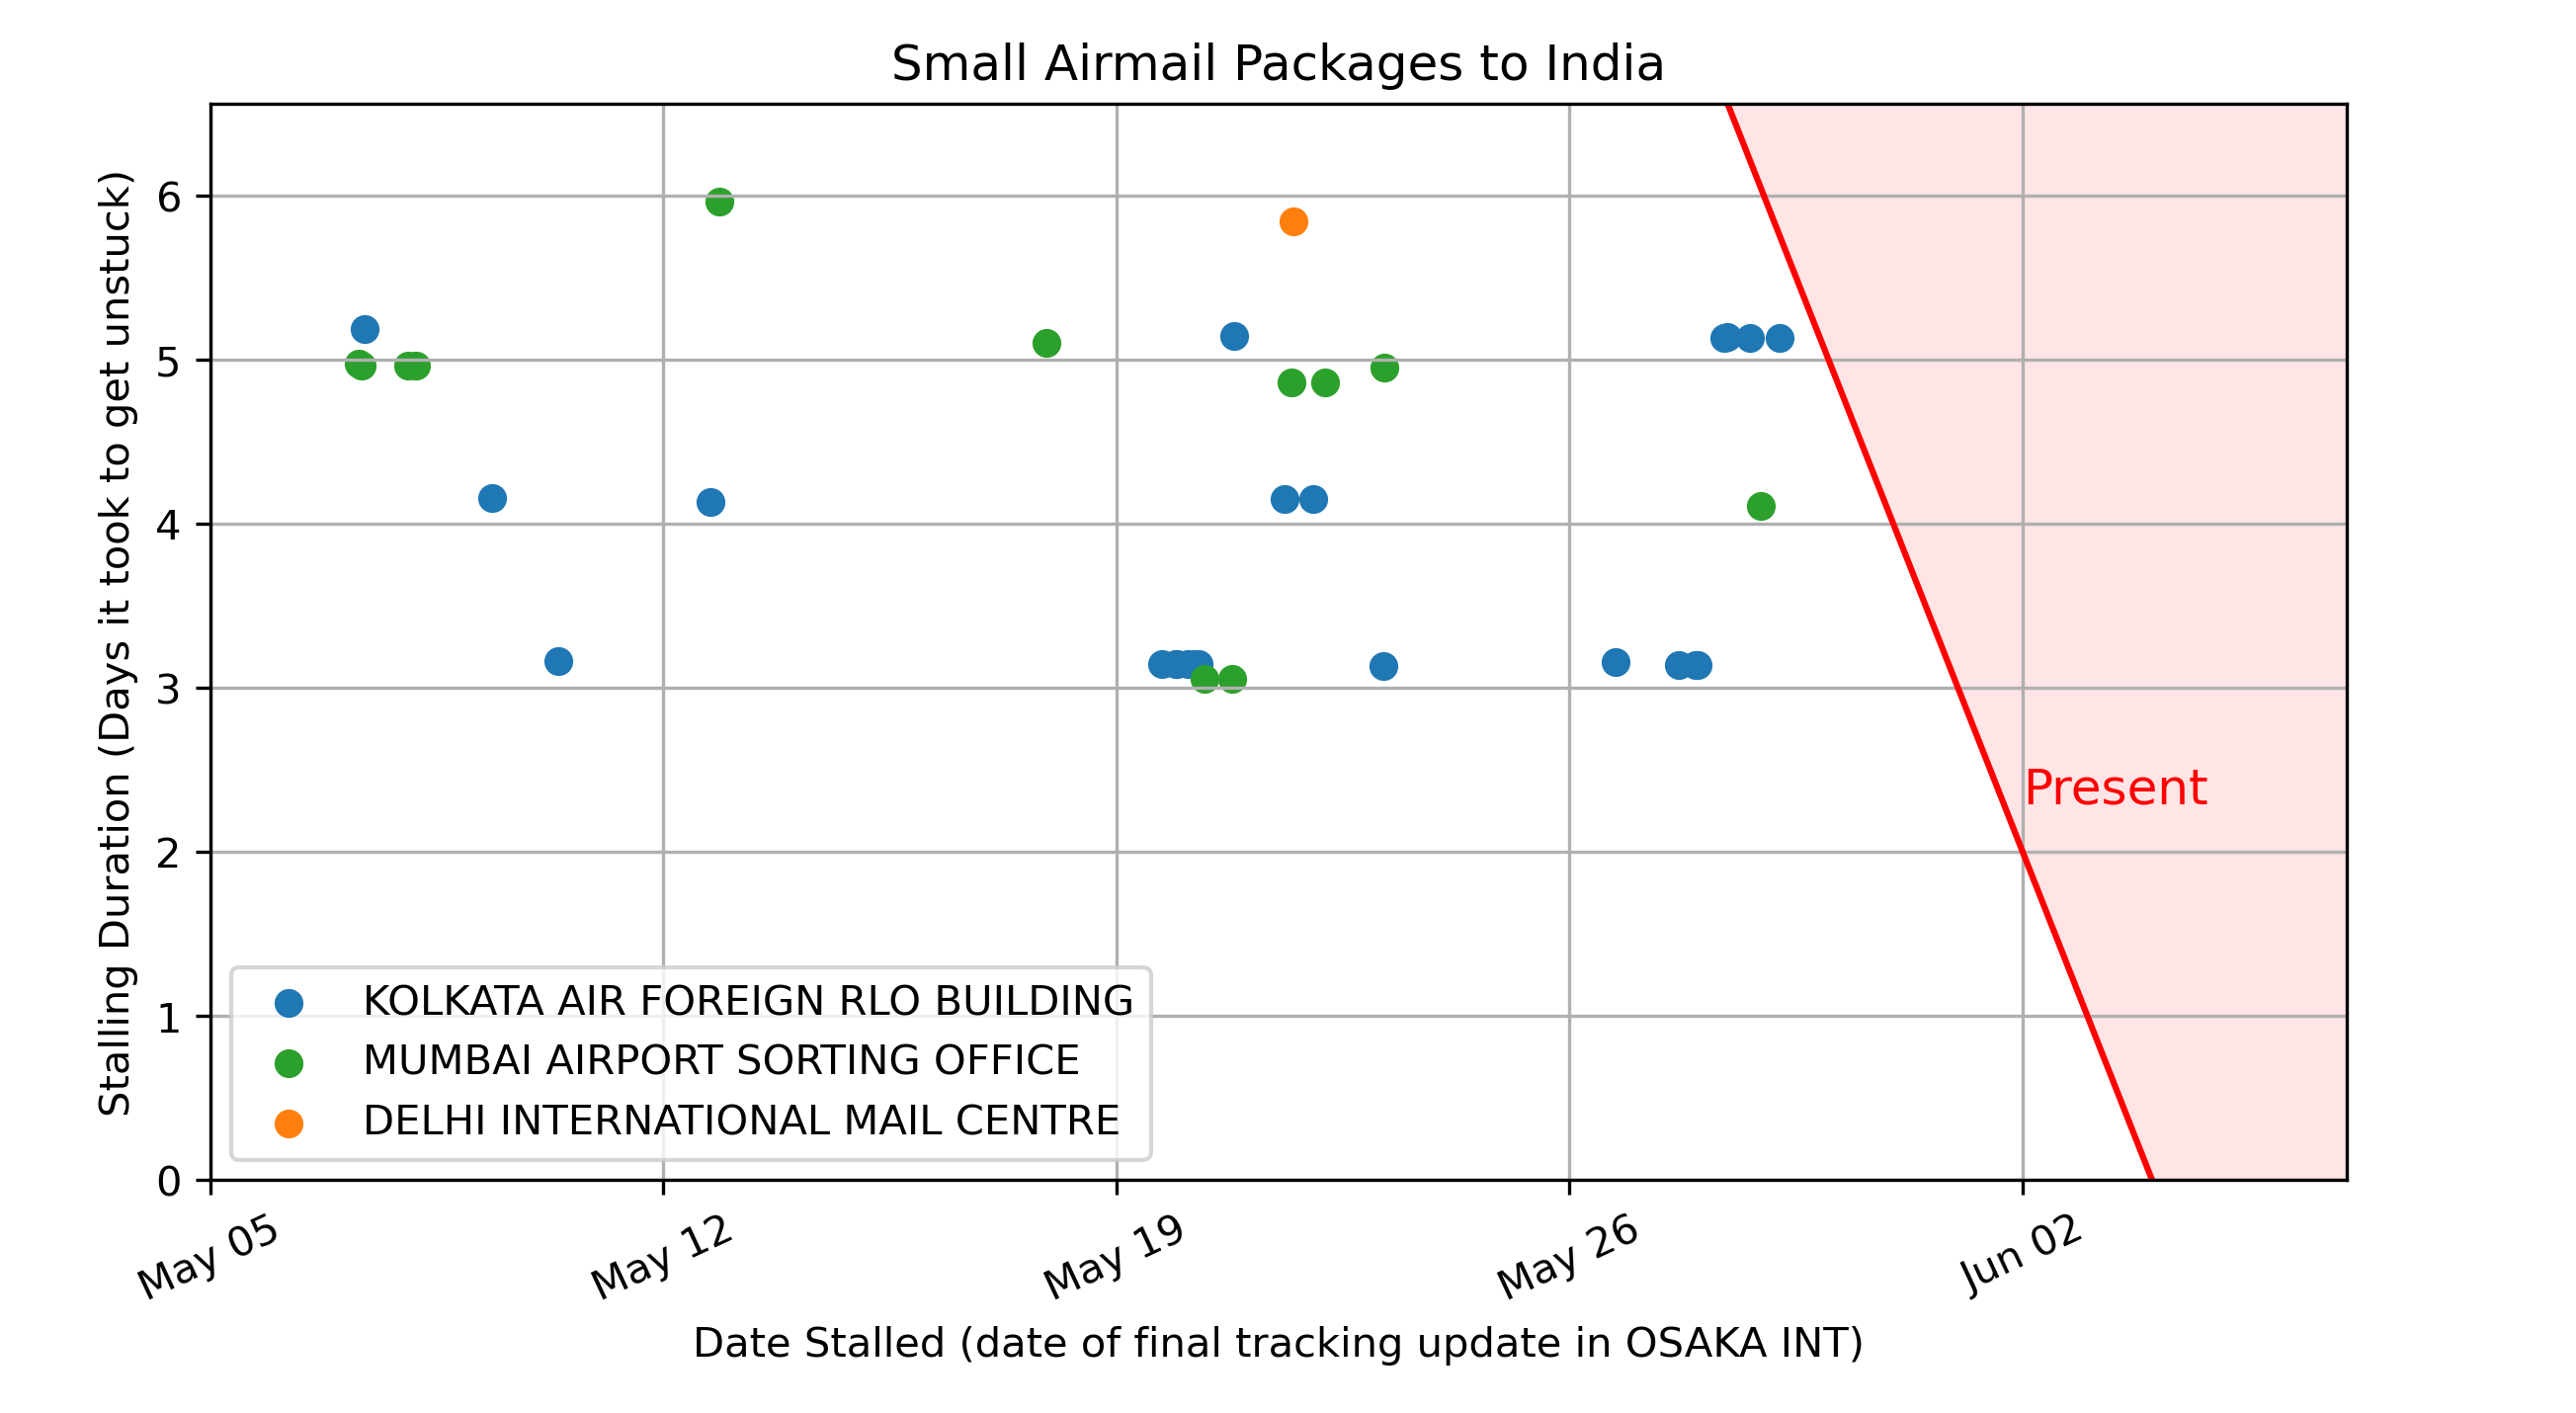 Small Airmail Packages to India
Stalling Duration (Days it took to get unstuck)
6
5
4
3
2
1
0
Present
KOLKATA AIR FOREIGN RLO BUILDING
MUMBAI AIRPORT SORTING OFFICE
DELHI INTERNATIONAL MAIL CENTRE
May 05
May 12
May 19
May 26
Jun 02
Date Stalled (date of final tracking update in OSAKA INT)